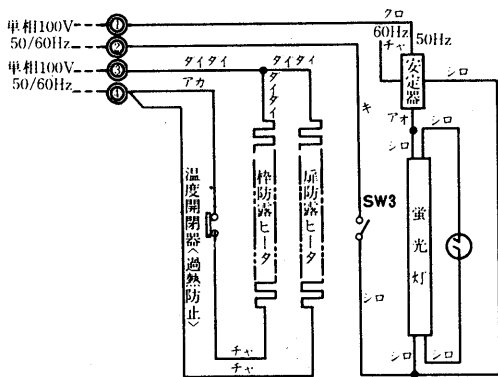 単相100V
50/60Hz
単相100V
50/60Hz
①
②
③
④
クロ
60Hz
チャ
50Hz
安定器
シロ
タイタイ
タイタイ
タイタイ
アカ
キ
アオ
シロ
シロ
温度開閉器〈過熱防止〉
枠防露ヒータ
扉防露ヒータ
SW3
蛍光灯
シロ
チャ
チャ
シロ
シロ